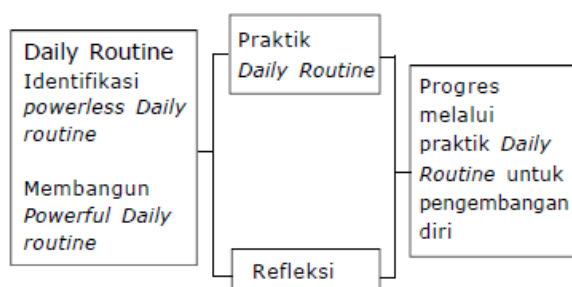 Daily Routine
Identifikasi
powerless Daily
routine
Membangun
Powerful Daily
routine
Praktik
Daily Routine
Refleksi
Progres
melalui
praktik Daily
Routine untuk
pengembangan
diri